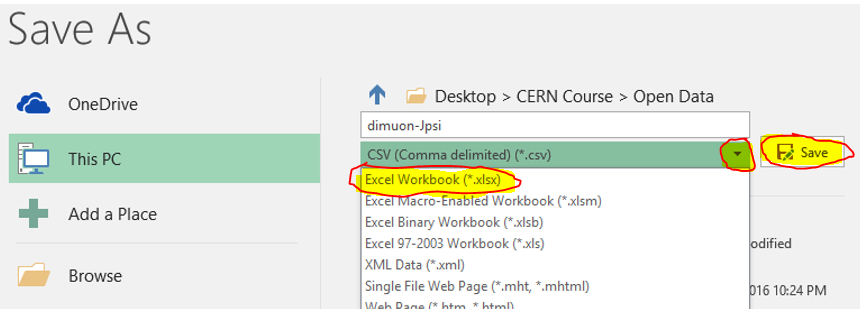 Save As
OneDrive
This PC
Add a Place
Browse
Desktop > CERN Course > Open Data
dimuon-Jpsi
CSV (Comma delimited) (*.csv)
Save
Excel Workbook (*.xlsx)
Excel Macro-Enabled Workbook (*.xlsm)
Excel Binary Workbook (*.xlsb)
Excel 97-2003 Workbook (*.xls)
XML Data (*.xml)
Single File Web Page (*.mht, *.mhtml)
Web Page (*.htm, *.html)
odified
016 10:24 PM